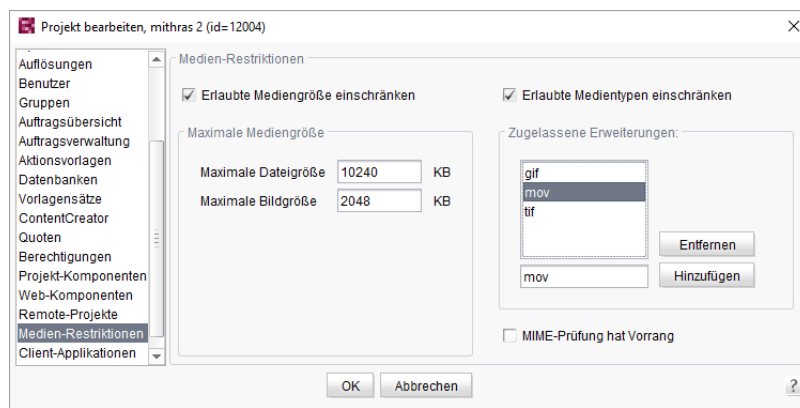 Projekt bearbeiten, mithras 2 (id=12004)
Auflösungen
Benutzer
Gruppen
Auftragsübersicht
Auftragsverwaltung
Aktionsvorlagen
Datenbanken
Vorlagensätze
ContentCreator
Quoten
Berechtigungen
Projekt-Komponenten
Web-Komponenten
Remote-Projekte
Medien-Restriktionen
Client-Applikationen
Medien-Restriktionen
Erlaubte Mediengröße einschränken
Maximale Mediengröße
Maximale Dateigröße 10240 KB
Maximale Bildgröße 2048 KB
Erlaubte Medientypen einschränken
Zugelassene Erweiterungen:
gif
mov
tif
Entfernen
mov Hinzufügen
MIME-Prüfung hat Vorrang
OK Abbrechen ?